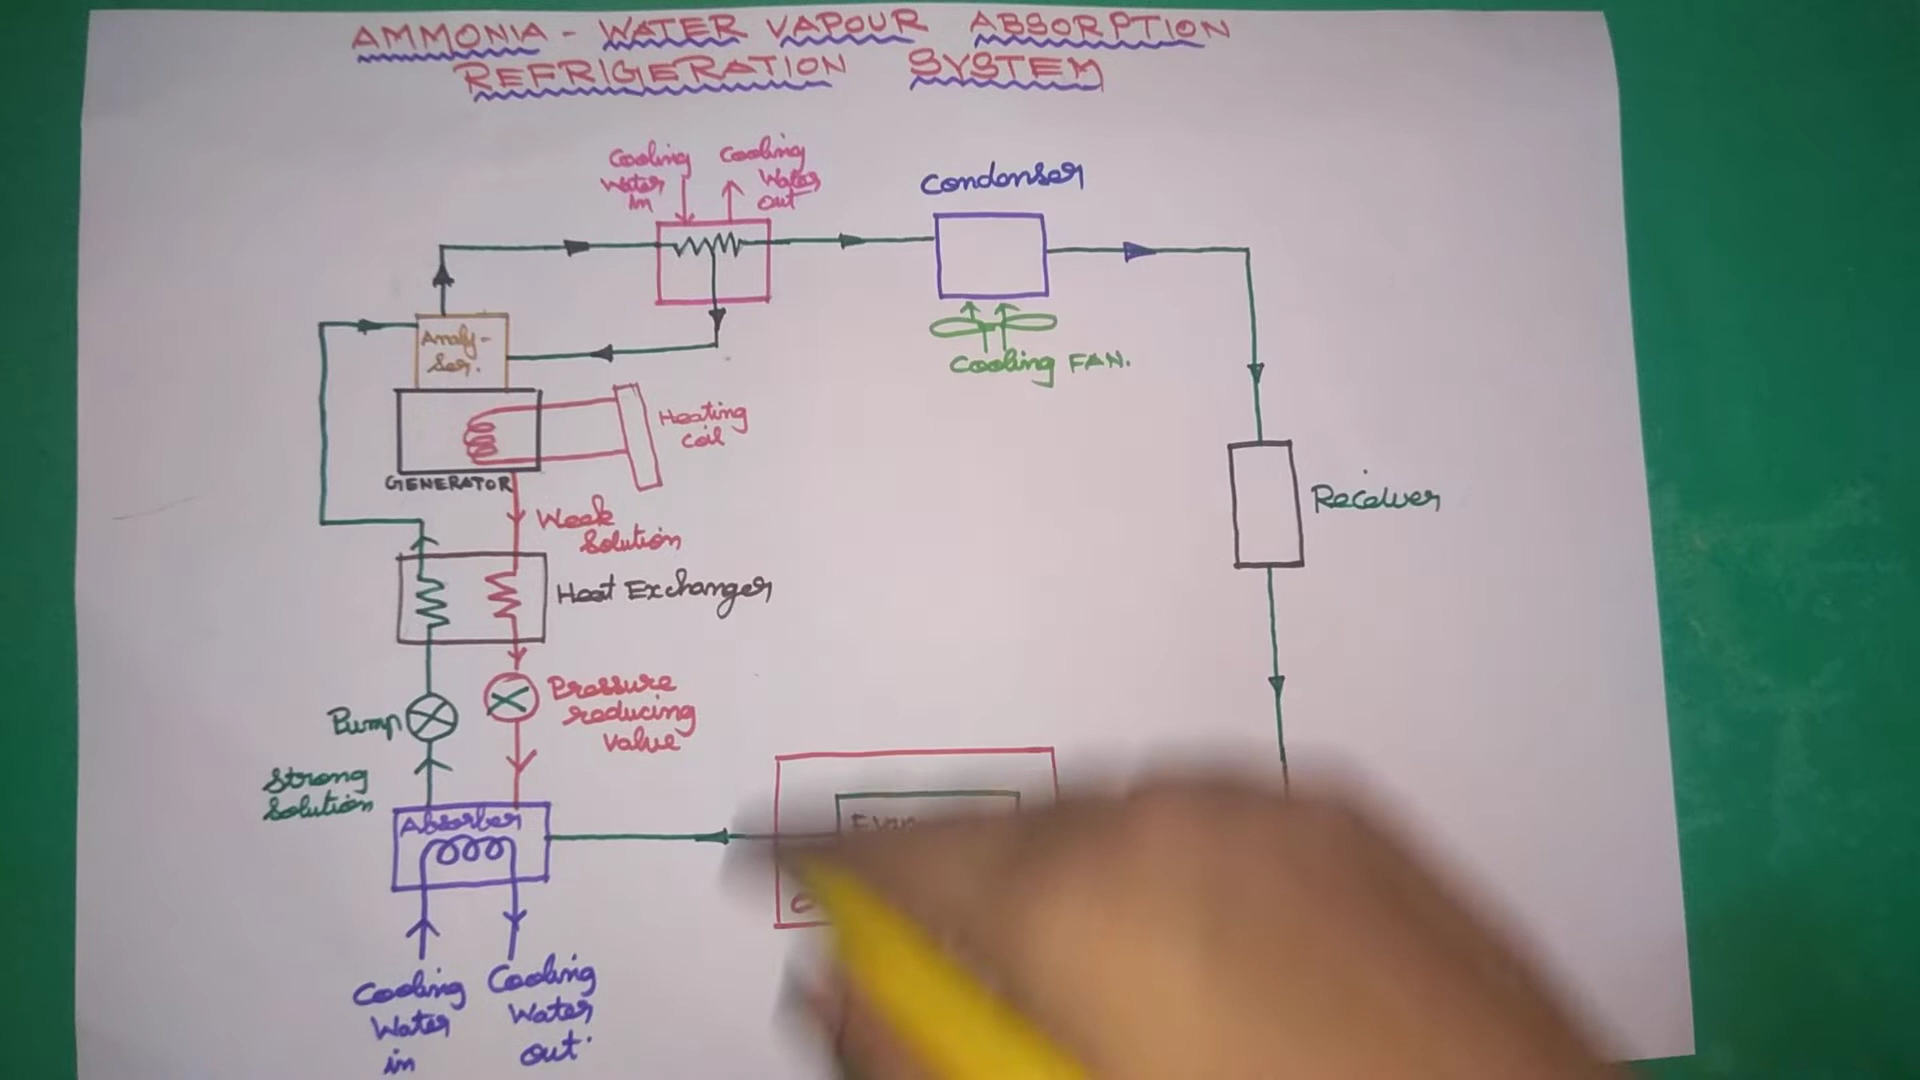 AMMONIA - WATER VAPOUR ABSORPTION
REFRIGERATION SYSTEM
Cooling
Water
in
Cooling
Water
out
Condenser
Cooling FAN.
Analy-
ser.
Heating
Coil
GENERATOR
Weak
Solution
Receiver
Heat Exchanger
Pump
Pressure
reducing
Value
Strong
Solution
Absorber
Cooling
Water
in
Cooling
Water
out